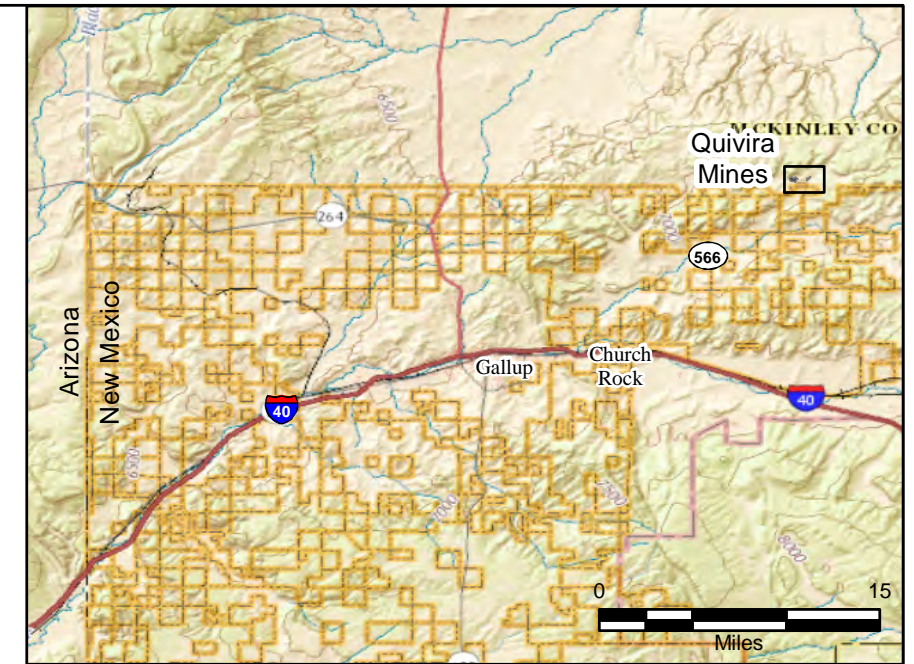 Blac
6500
MCKINLEY CO
Quivira
Mines
264
7000
566
Arizona
New Mexico
Gallup
Church
Rock
40
40
6500
7000
7500
8000
0
15
Miles